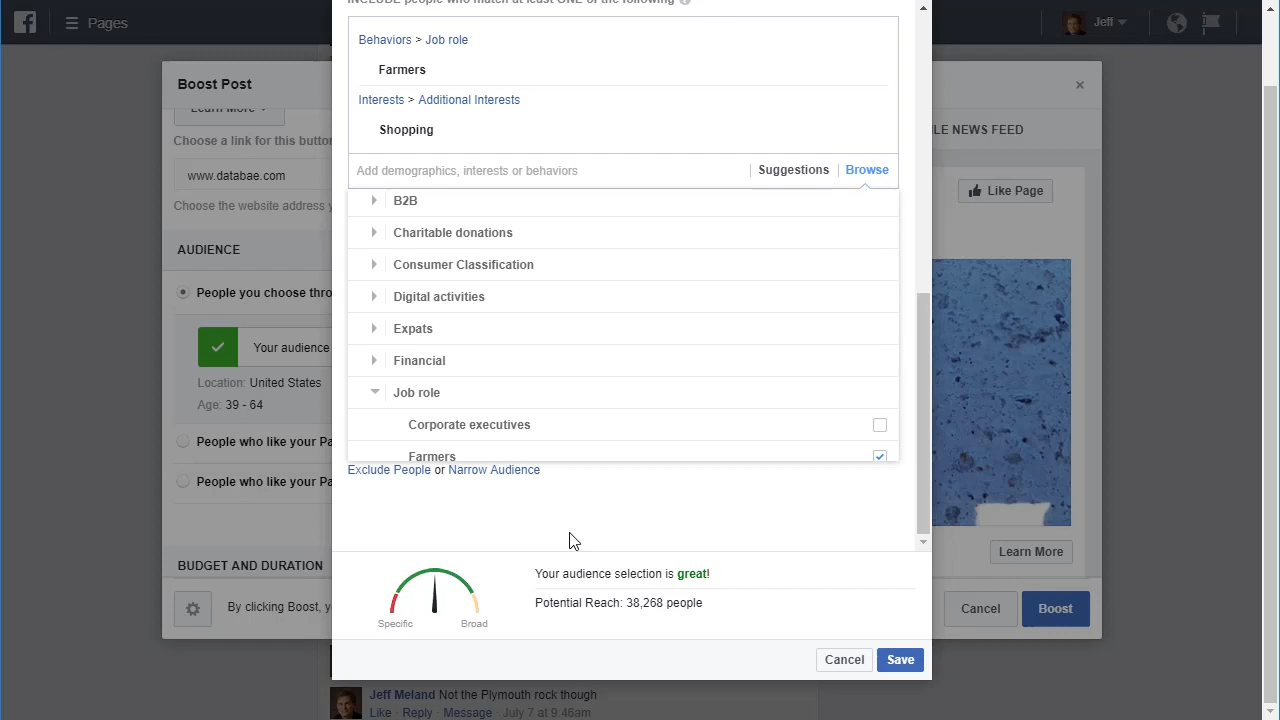 INCLUDE people who match at least ONE of the following
Pages
Jeff
Behaviors > Job role
Farmers
Boost Post
Interests > Additional Interests
Learn More
Shopping
LE NEWS FEED
Choose a link for this button
Add demographics, interests or behaviors
Suggestions
Browse
www.databae.com
Like Page
B2B
Choose the website address
Charitable donations
AUDIENCE
Consumer Classification
People you choose thro
Digital activities
Expats
Your audience
Financial
Location: United States
Job role
Age: 39 - 64
Corporate executives
People who like your Pa
Farmers
Exclude People or Narrow Audience
People who like your Pa
Learn More
BUDGET AND DURATION
Your audience selection is great!
Potential Reach: 38,268 people
By clicking Boost, y
Cancel
Boost
Specific
Broad
Cancel
Save
Jeff Meland Not the Plymouth rock though
Like · Reply · Message · July 7 at 9:46am